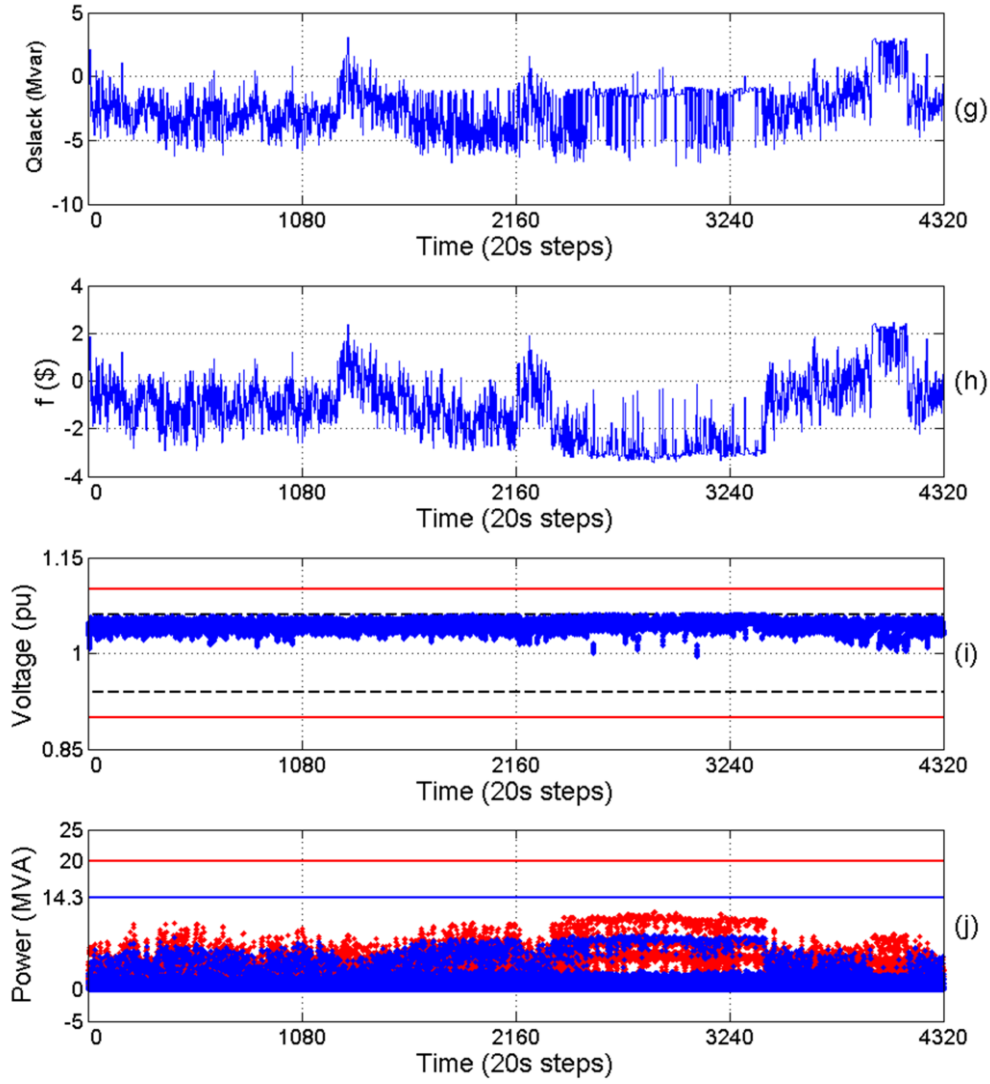 5
0
-5
-10
Qslack (Mvar)
0 1080 2160 3240 4320
Time (20s steps)
(g)
4
2
0
-2
-4
f ($)
0 1080 2160 3240 4320
Time (20s steps)
(h)
1.15
1
0.85
Voltage (pu)
0 1080 2160 3240 4320
Time (20s steps)
(i)
25
20
14.3
0
-5
Power (MVA)
0 1080 2160 3240 4320
Time (20s steps)
(j)